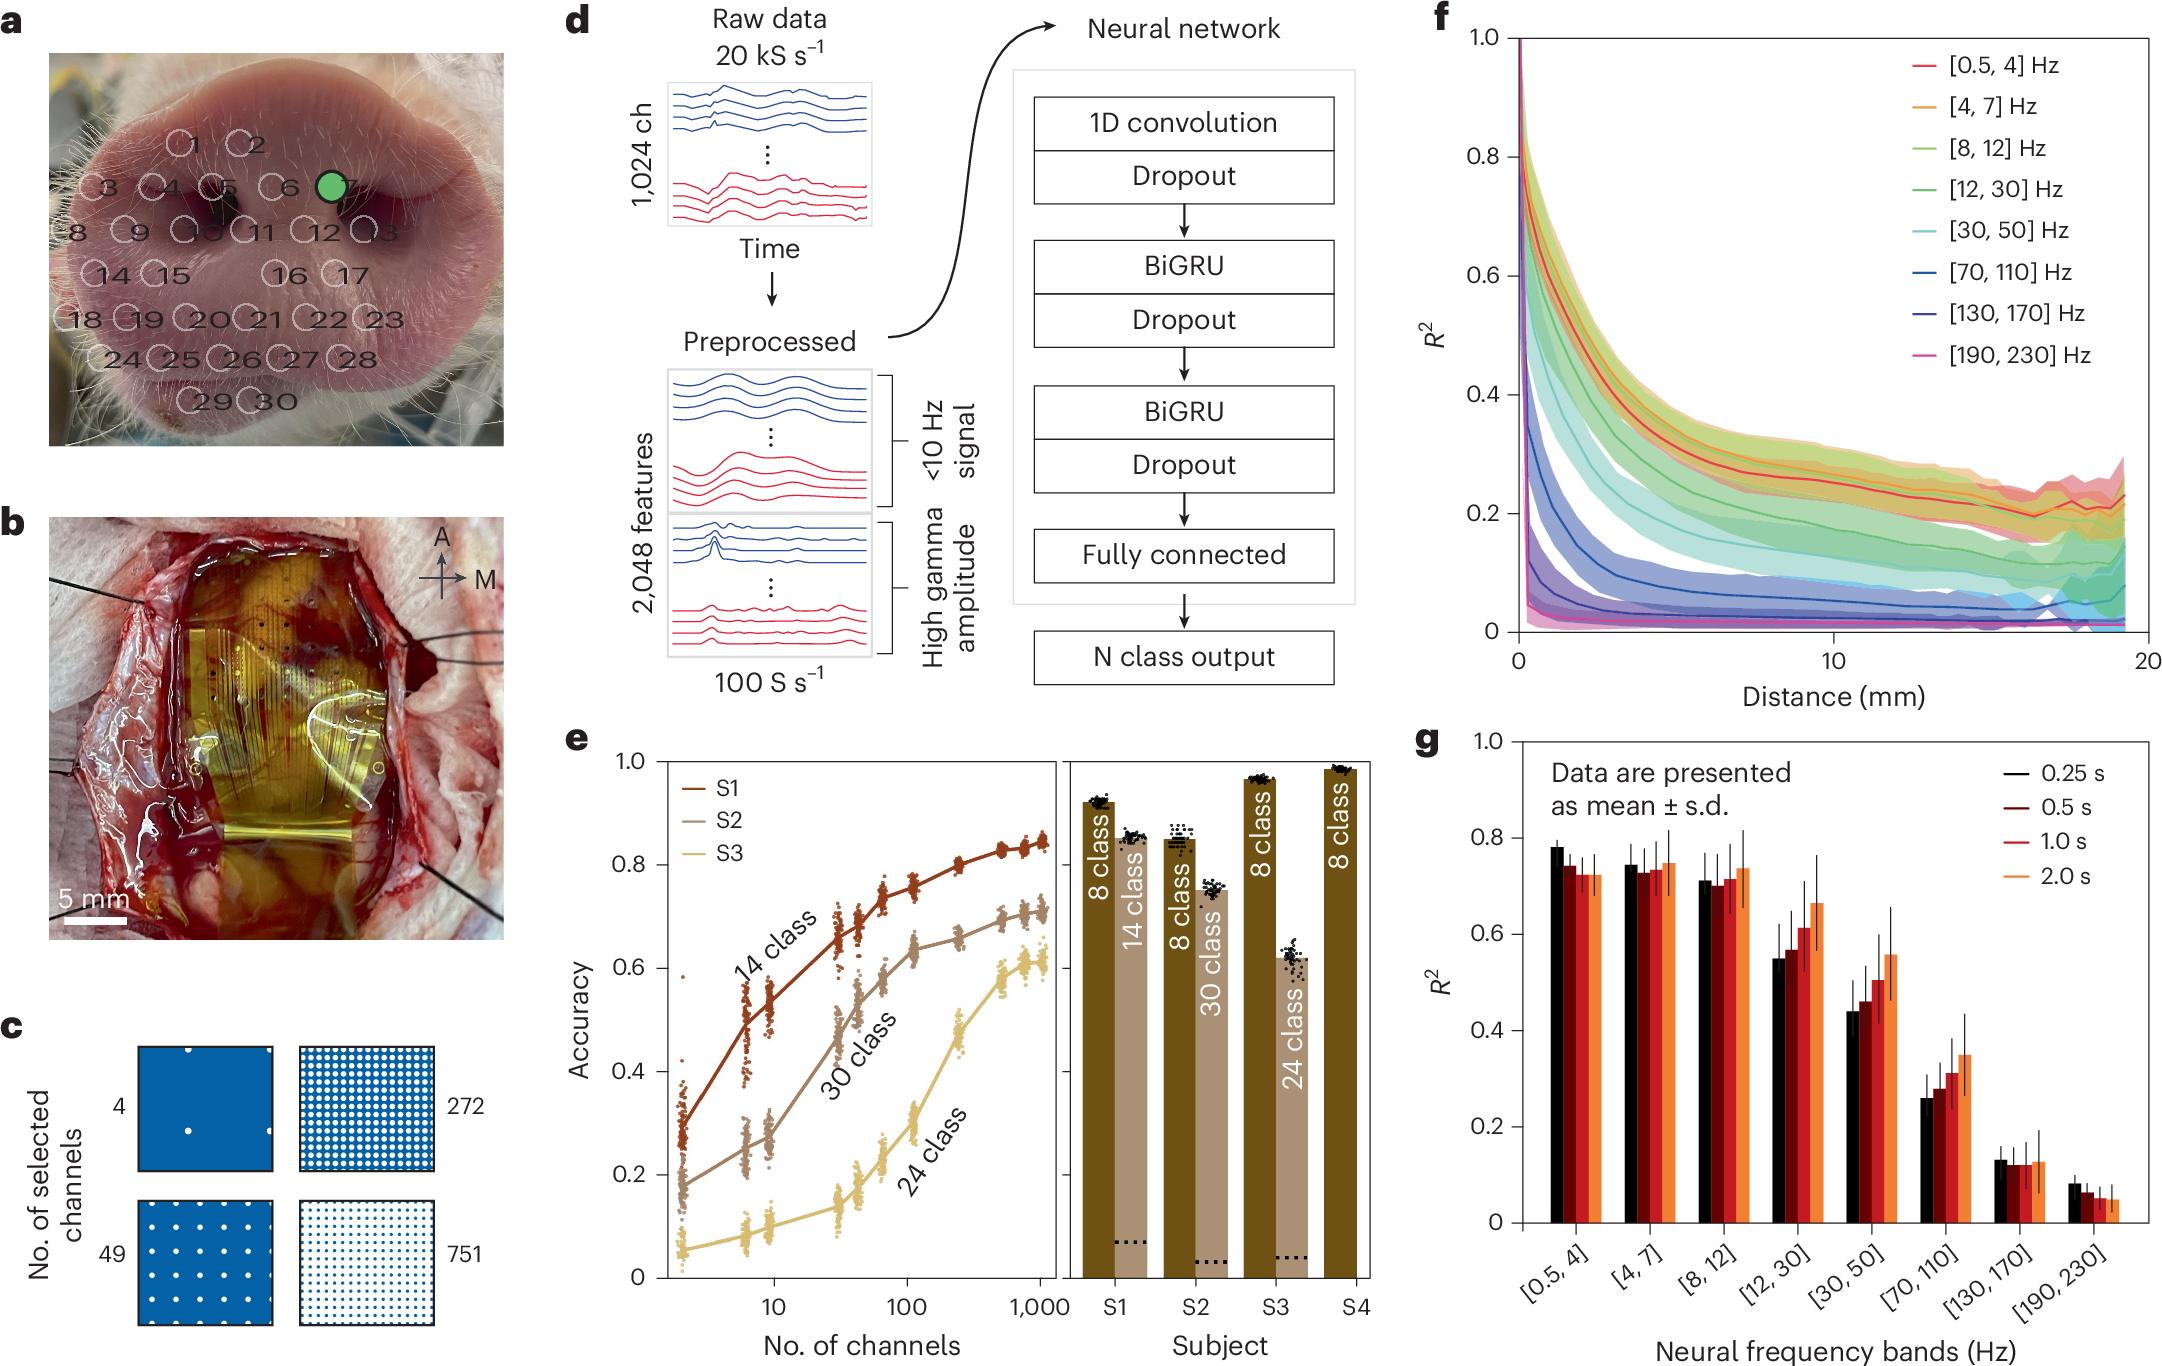 a
1 2
3 4 5 6 7
8 9 10 11 12 13
14 15 16 17
18 19 20 21 22 23
24 25 26 27 28
29 30
b
A
M
5 mm
c
No. of selected
channels
4
272
49
751
d
Raw data
20 kS s⁻¹
1,024 ch
Time
Preprocessed
2,048 features
<10 Hz
signal
High gamma
amplitude
100 S s⁻¹
Neural network
1D convolution
Dropout
BiGRU
Dropout
BiGRU
Dropout
Fully connected
N class output
e
Accuracy
1.0
0.8
0.6
0.4
0.2
0
S1
S2
S3
14 class
30 class
24 class
10 100 1,000
No. of channels
8 class
14 class
8 class
30 class
8 class
24 class
8 class
S1 S2 S3 S4
Subject
f
R²
1.0
0.8
0.6
0.4
0.2
0
[0.5, 4] Hz
[4, 7] Hz
[8, 12] Hz
[12, 30] Hz
[30, 50] Hz
[70, 110] Hz
[130, 170] Hz
[190, 230] Hz
0 10 20
Distance (mm)
g
R²
1.0
0.8
0.6
0.4
0.2
0
Data are presented
as mean ± s.d.
0.25 s
0.5 s
1.0 s
2.0 s
[0.5, 4]
[4, 7]
[8, 12]
[12, 30]
[30, 50]
[70, 110]
[130, 170]
[190, 230]
Neural frequency bands (Hz)